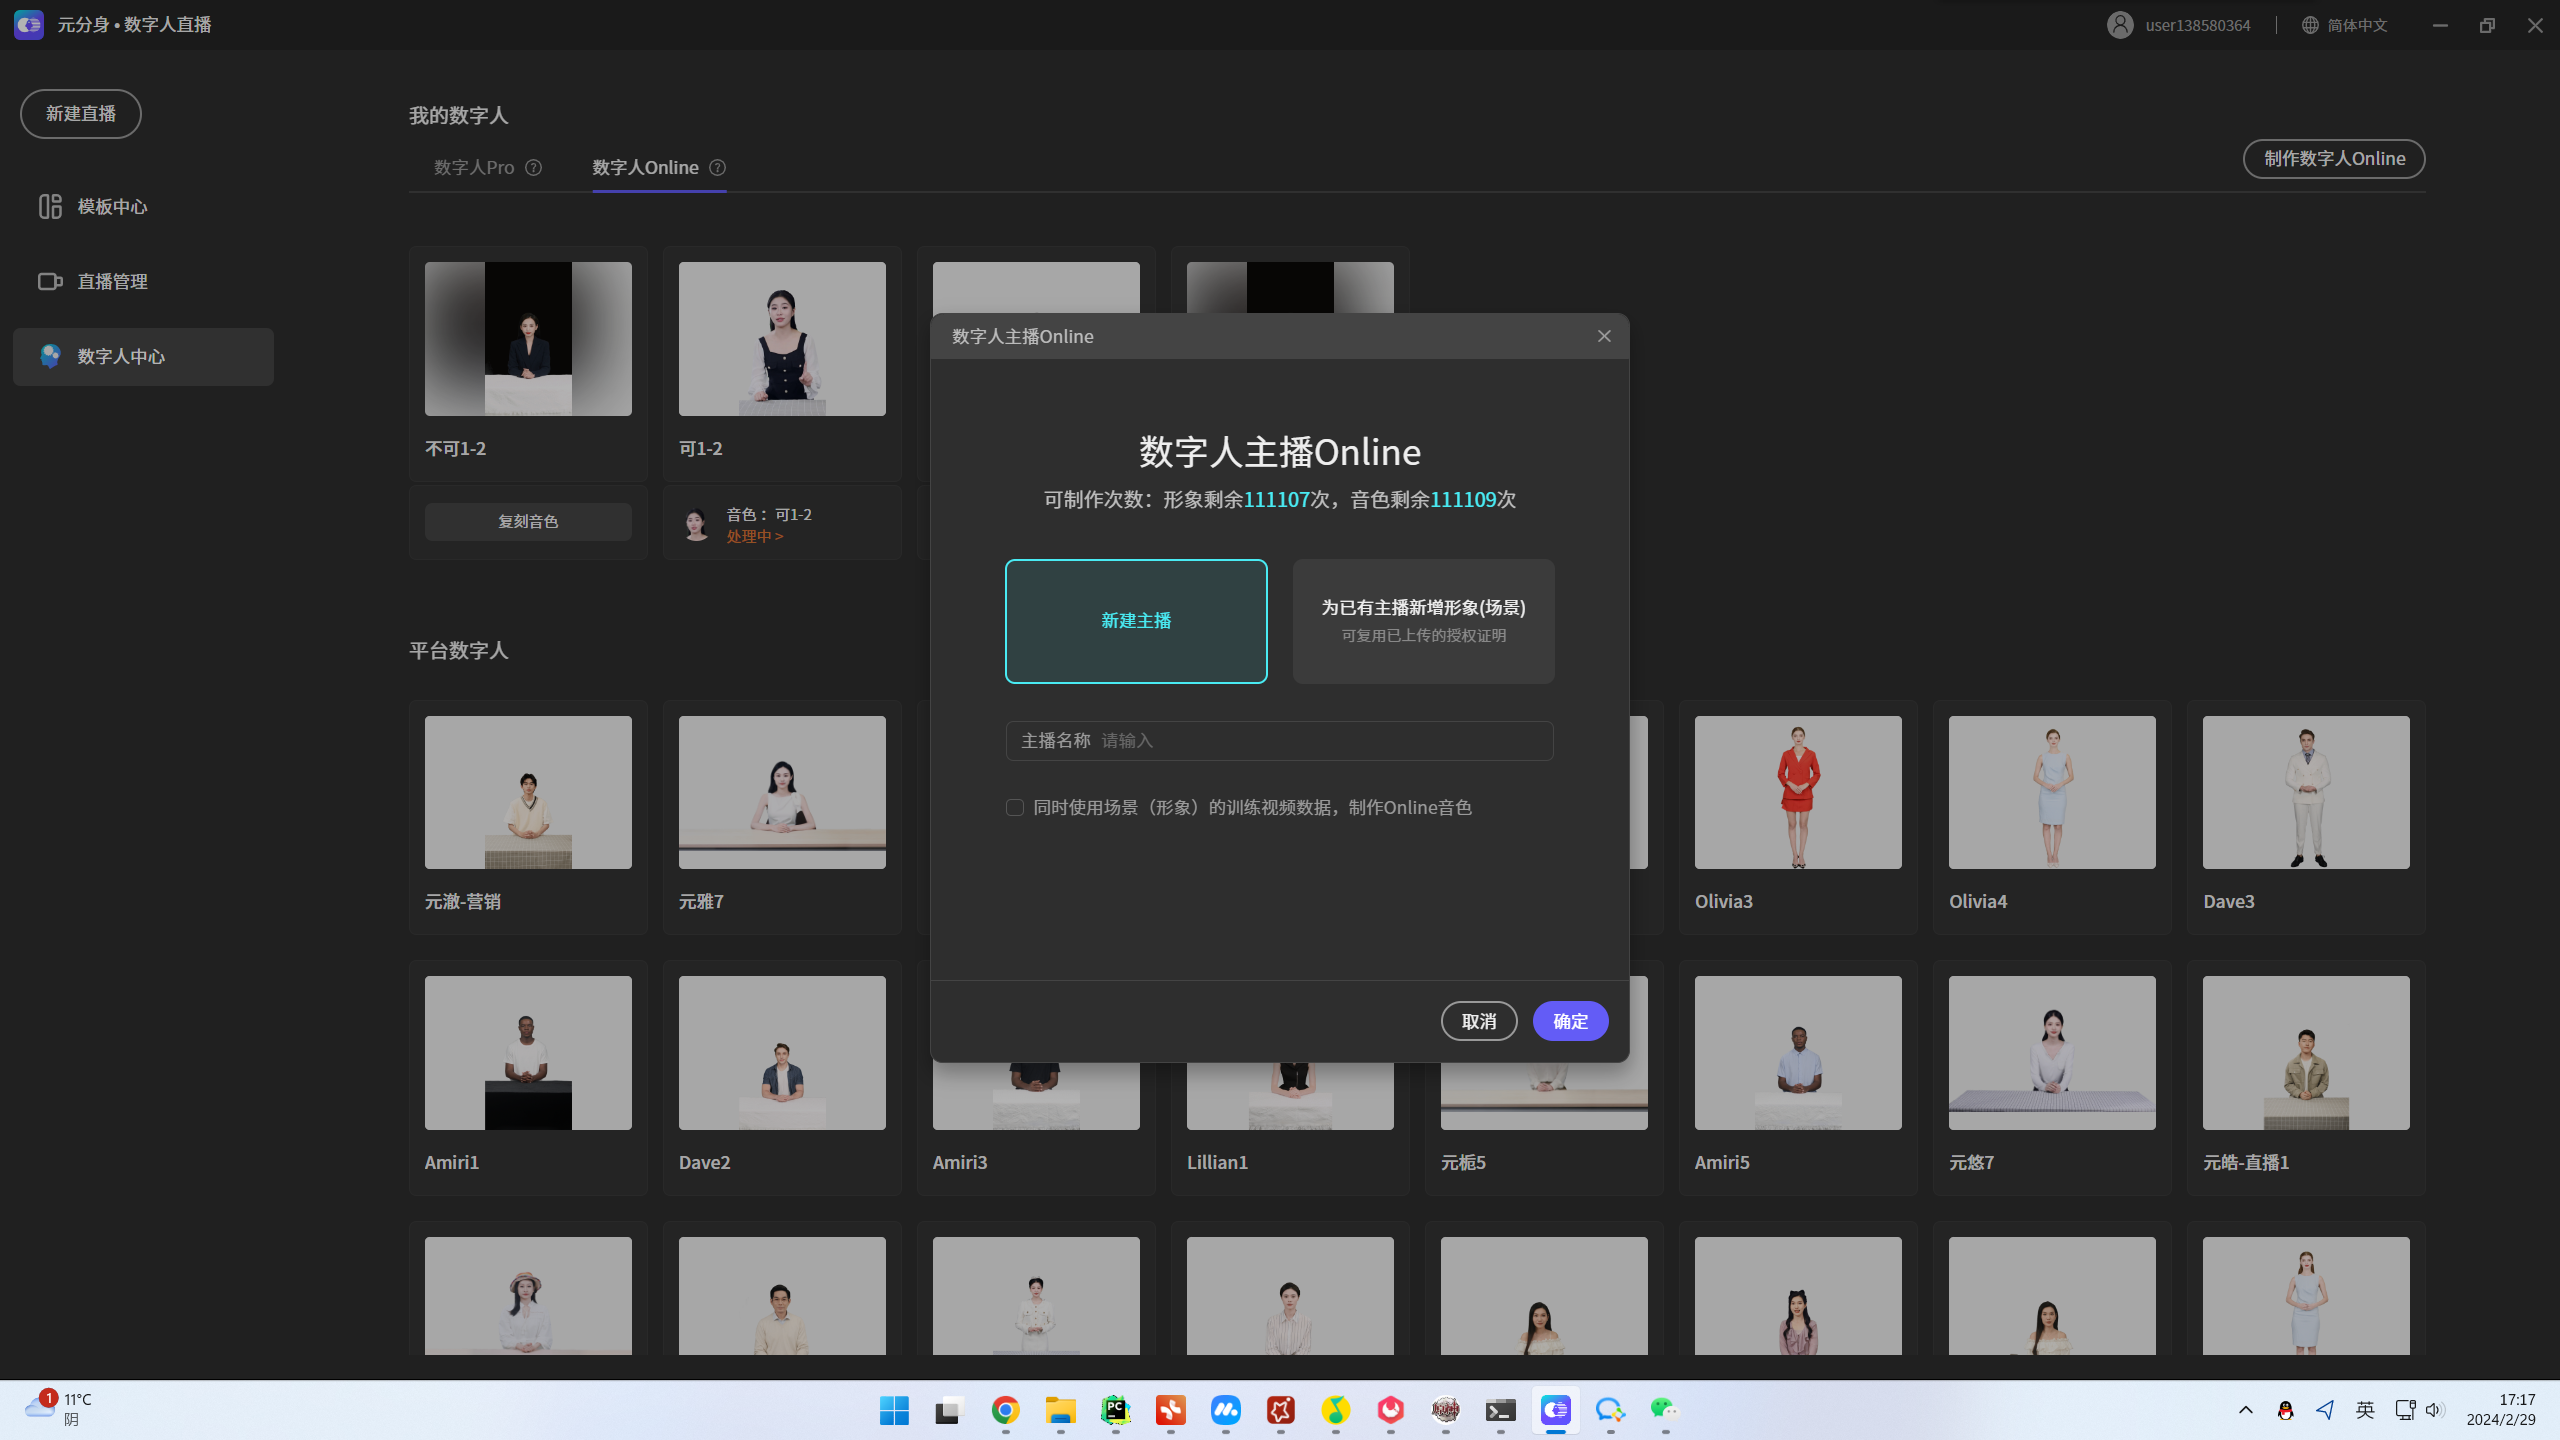 元分身•数字人直播
user138580364
简体中文
新建直播
模板中心
直播管理
数字人中心
我的数字人
数字人Pro
数字人Online
制作数字人Online
不可1-2
可1-2
复刻音色
音色 : 可1-2
处理中 >
数字人主播Online
数字人主播Online
可制作次数：形象剩余111107次，音色剩余111109次
新建主播
为已有主播新增形象(场景)
可复用已上传的授权证明
主播名称 请输入
同时使用场景（形象）的训练视频数据，制作Online音色
取消
确定
平台数字人
元澈-营销
元雅7
Olivia3
Olivia4
Dave3
Amiri1
Dave2
Amiri3
Lillian1
元栀5
Amiri5
元悠7
元皓-直播1
1
11°C
阴
PC
英
17:17
2024/2/29